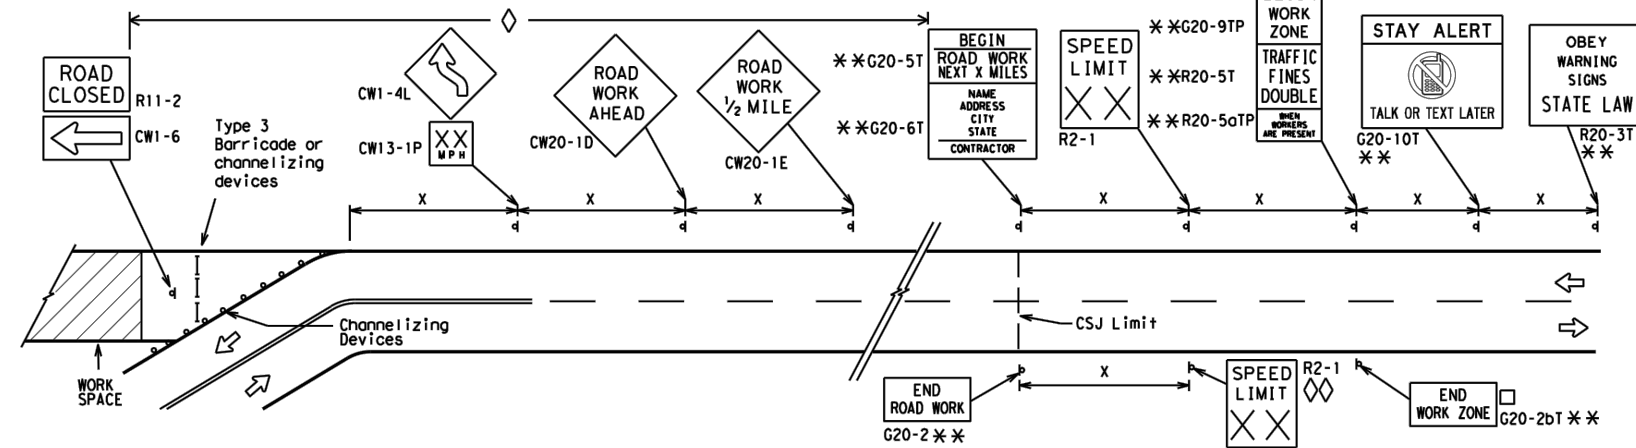 ROAD
CLOSED
R11-2
CW1-6
Type 3
Barricade or
channelizing
devices
CW1-4L
CW13-1P
XX
MPH
ROAD
WORK
AHEAD
CW20-1D
ROAD
WORK
1/2 MILE
CW20-1E
**G20-5T
**G20-6T
BEGIN
ROAD WORK
NEXT X MILES
NAME
ADDRESS
CITY
STATE
CONTRACTOR
SPEED
LIMIT
XX
R2-1
**G20-9TP
**R20-5T
**R20-5aTP
WORK
ZONE
TRAFFIC
FINES
DOUBLE
WHEN
WORKERS
ARE PRESENT
STAY ALERT
TALK OR TEXT LATER
G20-10T
**
OBEY
WARNING
SIGNS
STATE LAW
R20-3T
**
X
X
X
X
X
X
Channelizing
Devices
CSJ Limit
WORK
SPACE
END
ROAD WORK
G20-2**
X
SPEED
LIMIT
XX
R2-1
END
WORK ZONE
G20-2bT**